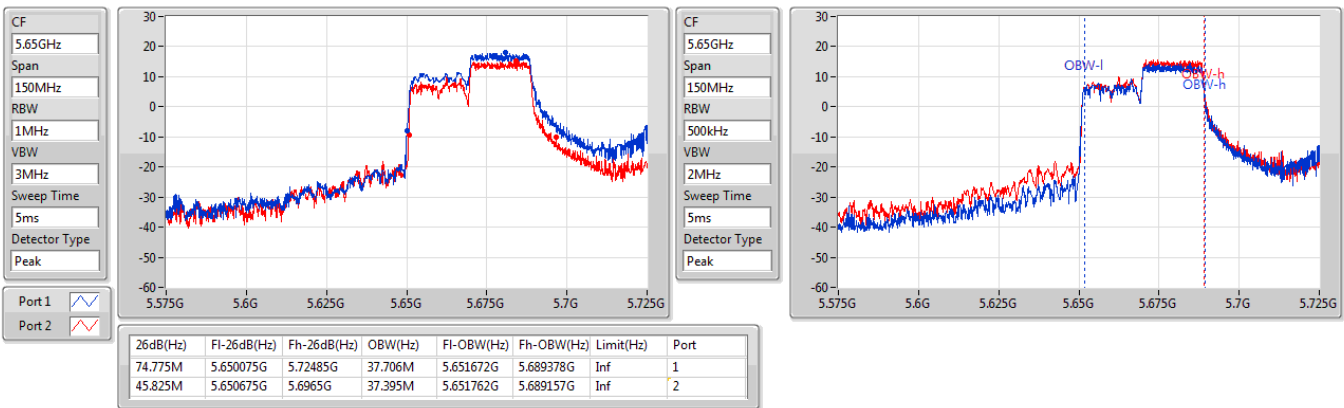 CF
5.65GHz
Span
150MHz
RBW
1MHz
VBW
3MHz
Sweep Time
5ms
Detector Type
Peak
Port 1
Port 2
30
20
10
0
-10
-20
-30
-40
-50
-60
5.575G 5.6G 5.625G 5.65G 5.675G 5.7G 5.725G
CF
5.65GHz
Span
150MHz
RBW
500kHz
VBW
2MHz
Sweep Time
5ms
Detector Type
Peak
30
20
10
0
-10
-20
-30
-40
-50
-60
OBW-l
OBW-h
OBW-h
5.575G 5.6G 5.625G 5.65G 5.675G 5.7G 5.725G
26dB(Hz) Fl-26dB(Hz) Fh-26dB(Hz) OBW(Hz) Fl-OBW(Hz) Fh-OBW(Hz) Limit(Hz) Port
74.775M 5.650075G 5.72485G 37.706M 5.651672G 5.689378G Inf 1
45.825M 5.650675G 5.6965G 37.395M 5.651762G 5.689157G Inf 2